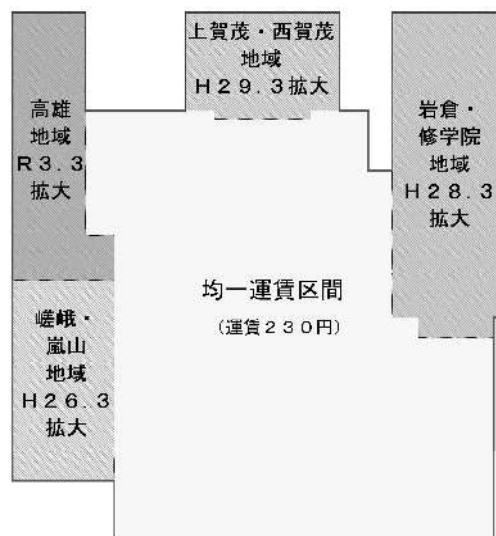 上賀茂・西賀茂
地域
Ｈ２９.３拡大
高雄
地域
Ｒ３.３
拡大
岩倉・
修学院
地域
Ｈ２８.３
拡大
均一運賃区間
（運賃２３０円）
嵯峨・
嵐山
地域
Ｈ２６.３
拡大